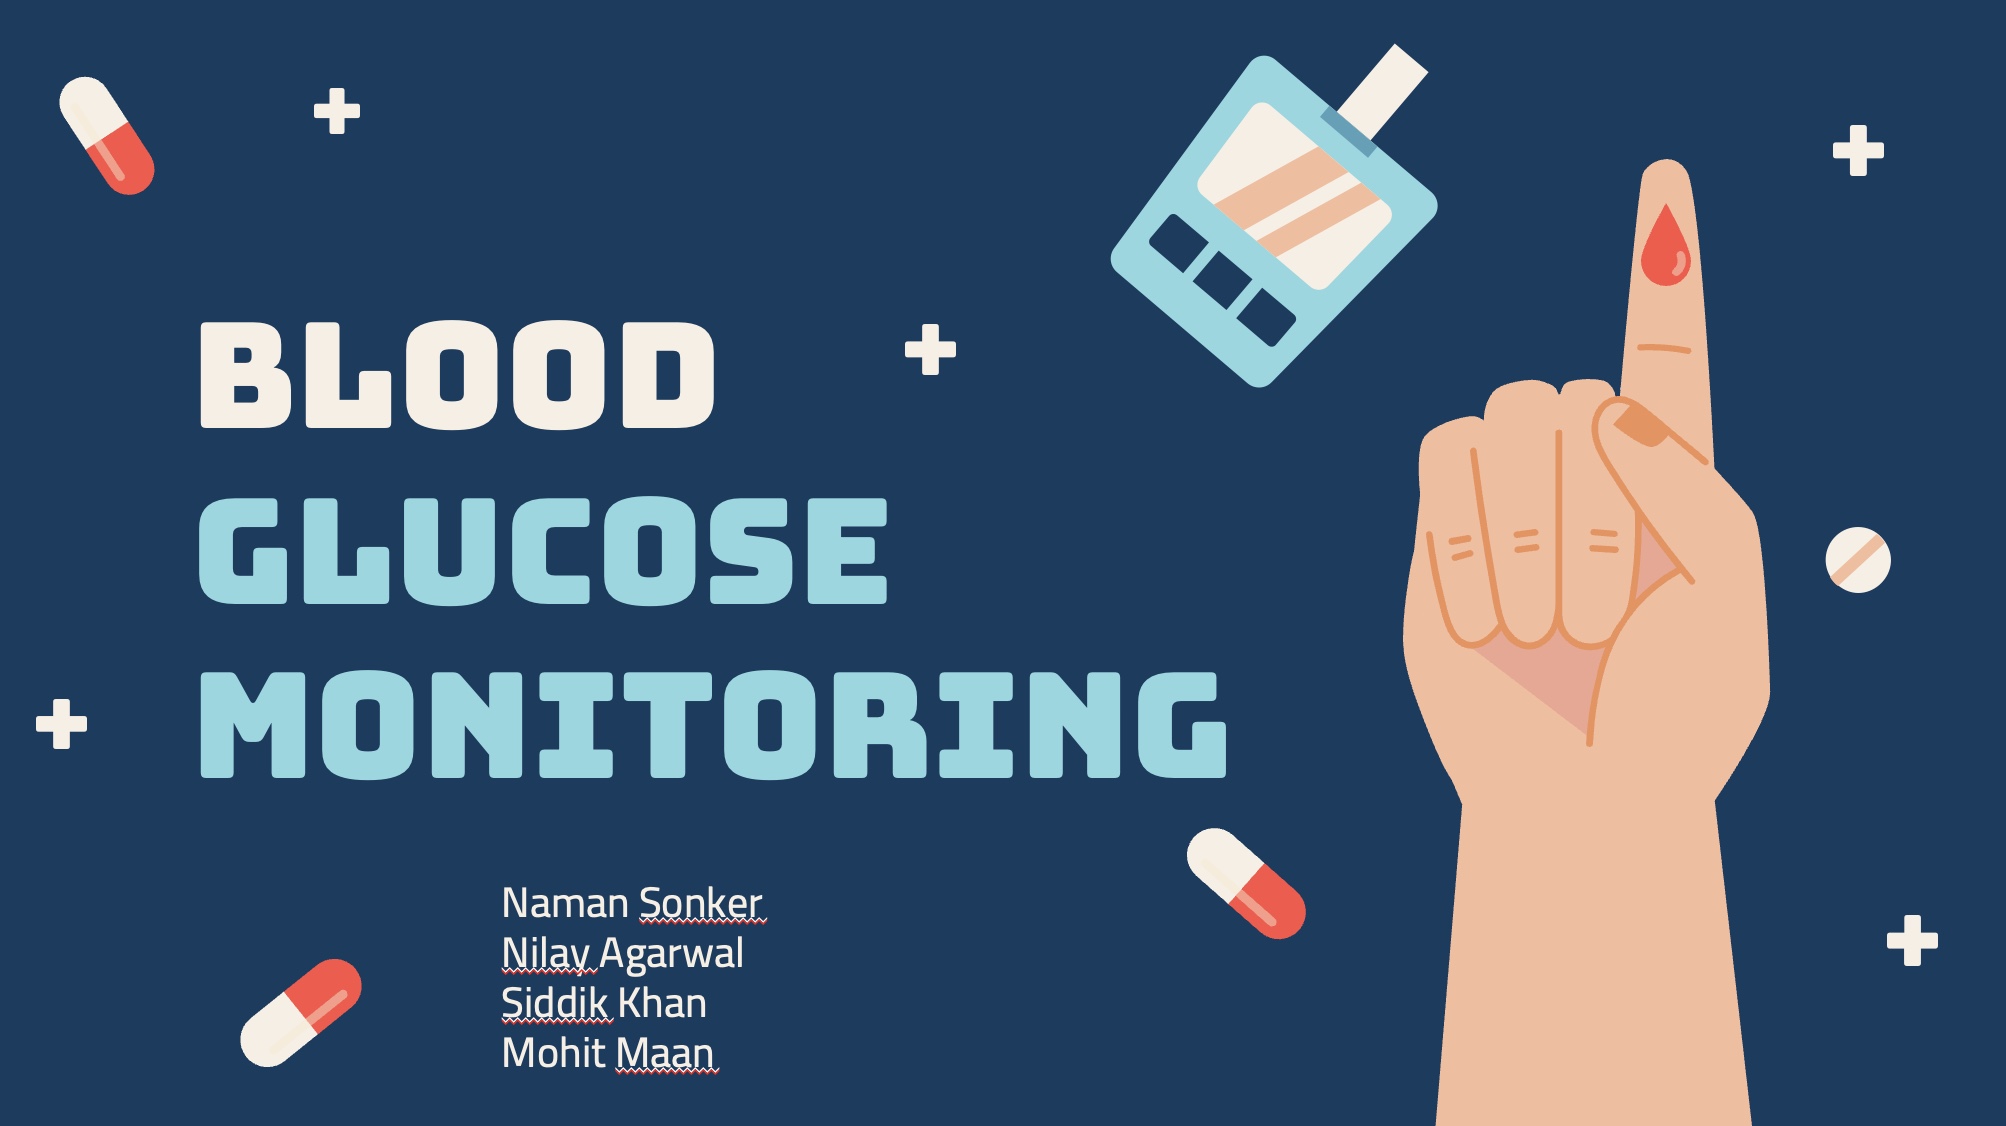 BLOOD
GLUCOSE
MONITORING
Naman Sonker
Nilay Agarwal
Siddik Khan
Mohit Maan